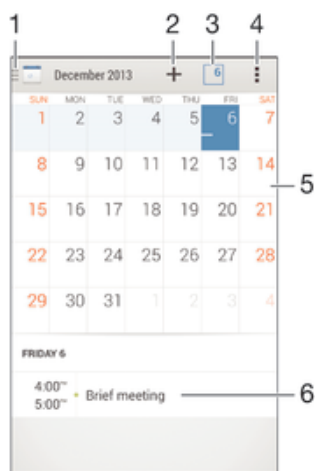 1 2 3 4
December 2013 6
SUN MON TUE WED THU FRI SAT
1 2 3 4 5 6 7
8 9 10 11 12 13 14
5
15 16 17 18 19 20 21
22 23 24 25 26 27 28
29 30 31 1 2 3 4
FRIDAY 6
4:00 PM
Brief meeting 6
5:00 PM